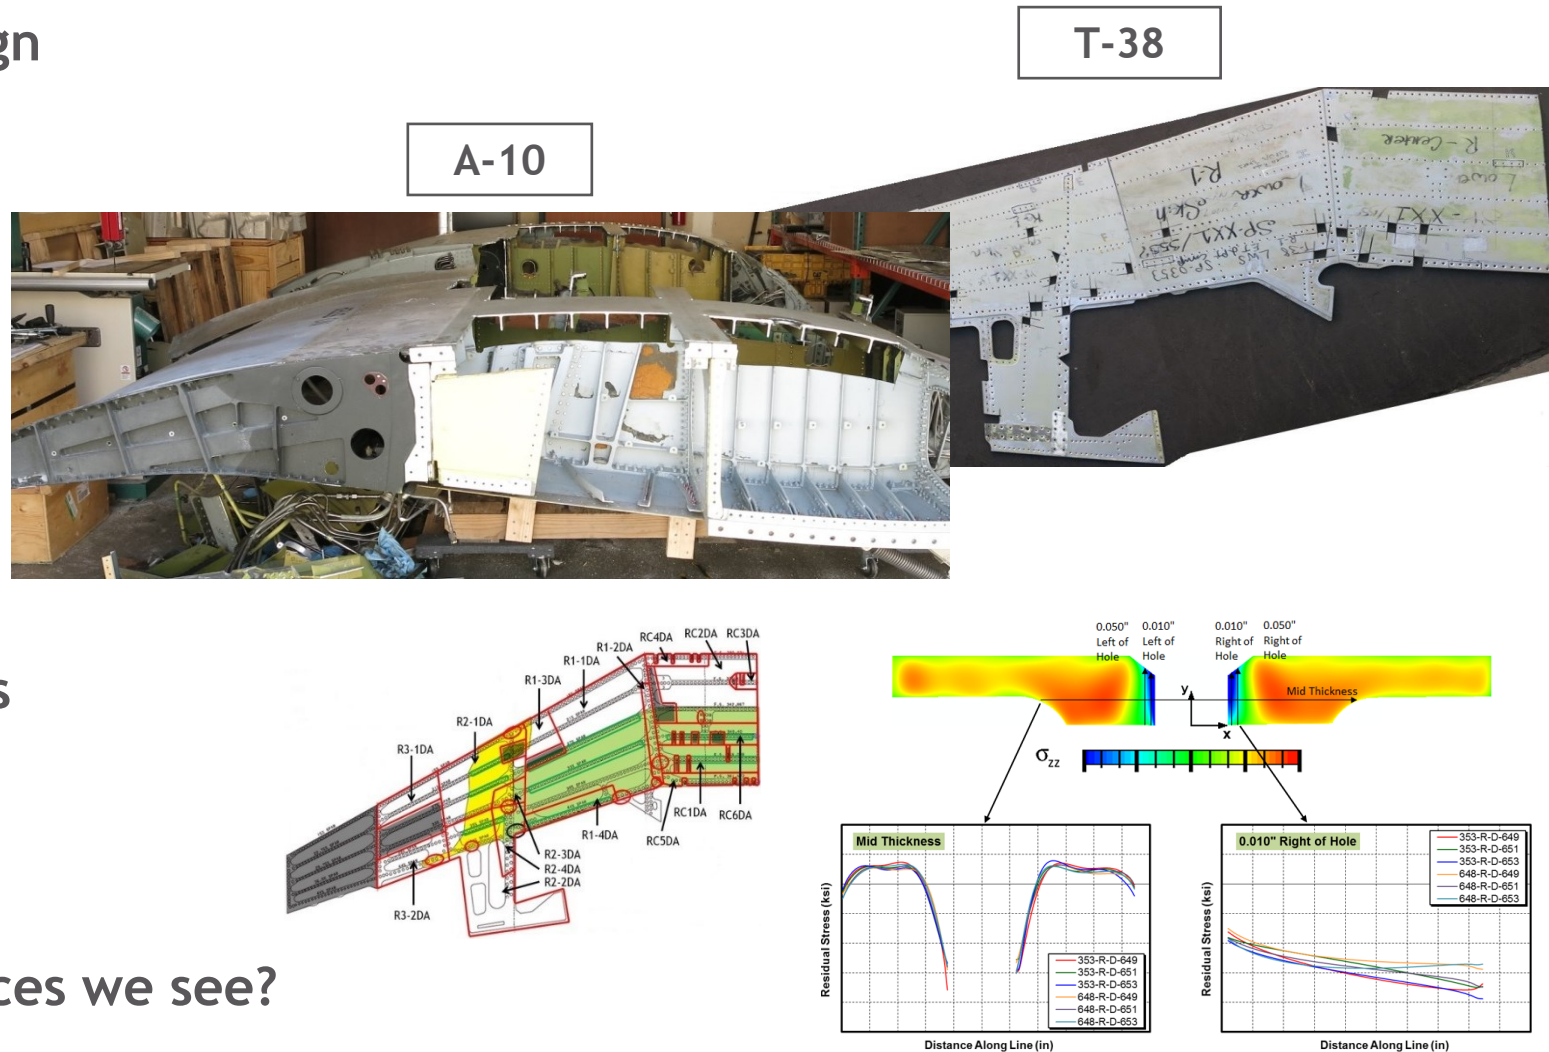 gn
T-38
A-10
R-Center
R-1
Lower
Skin
SPXX1/5587
-XX1
s
RC4DA
RC2DA
RC3DA
R1-2DA
R1-1DA
R1-3DA
R2-1DA
R3-1DA
RC1DA
RC6DA
RC5DA
R1-4DA
R2-3DA
R2-4DA
R2-2DA
R3-2DA
0.050" Left of Hole
0.010" Left of Hole
0.010" Right of Hole
0.050" Right of Hole
y
Mid Thickness
x
σzz
Mid Thickness
Residual Stress (ksi)
353-R-D-649
353-R-D-651
353-R-D-653
648-R-D-649
648-R-D-651
648-R-D-653
Distance Along Line (in)
0.010" Right of Hole
Residual Stress (ksi)
353-R-D-649
353-R-D-651
353-R-D-653
648-R-D-649
648-R-D-651
648-R-D-653
Distance Along Line (in)
ces we see?